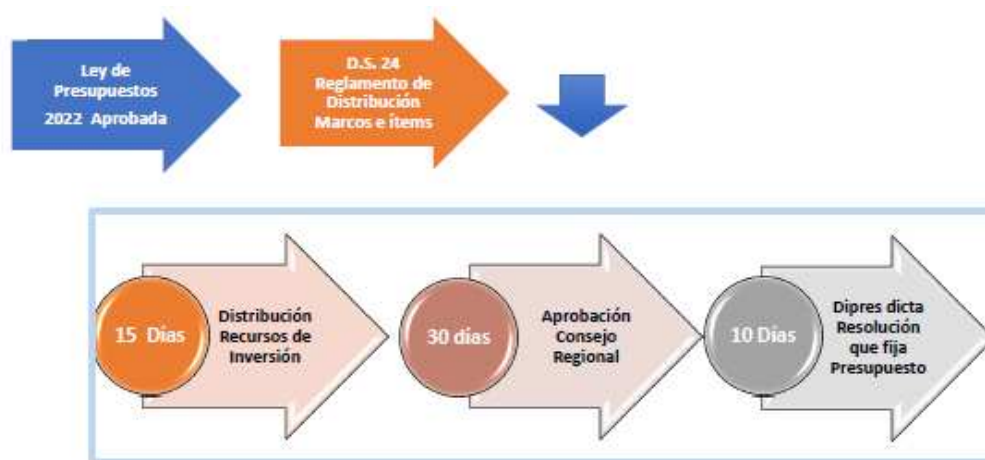 Ley de
Presupuestos
2022 Aprobada
D.S. 24
Reglamento de
Distribución
Marcos e ítems
15 Días
Distribución
Recursos de
Inversión
30 días
Aprobación
Consejo
Regional
10 Días
Dipres dicta
Resolución
que fija
Presupuesto